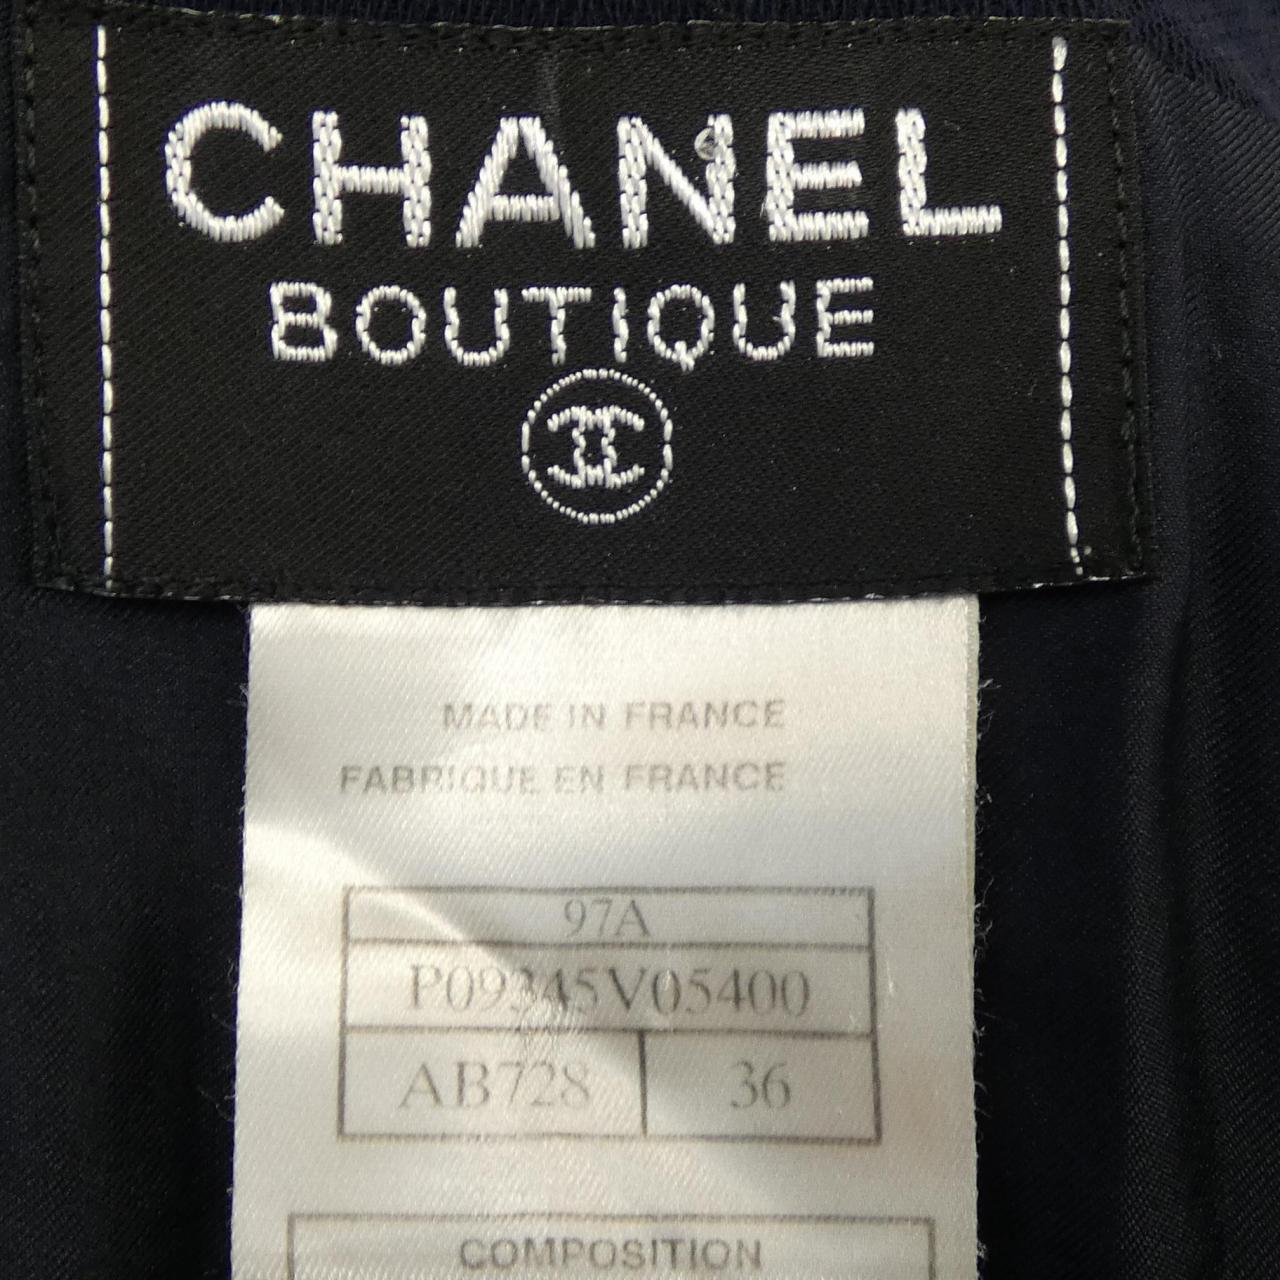 CHANEL
BOUTIQUE
MADE IN FRANCE
FABRIQUE EN FRANCE
97A
P09345V05400
AB728 36
COMPOSITION